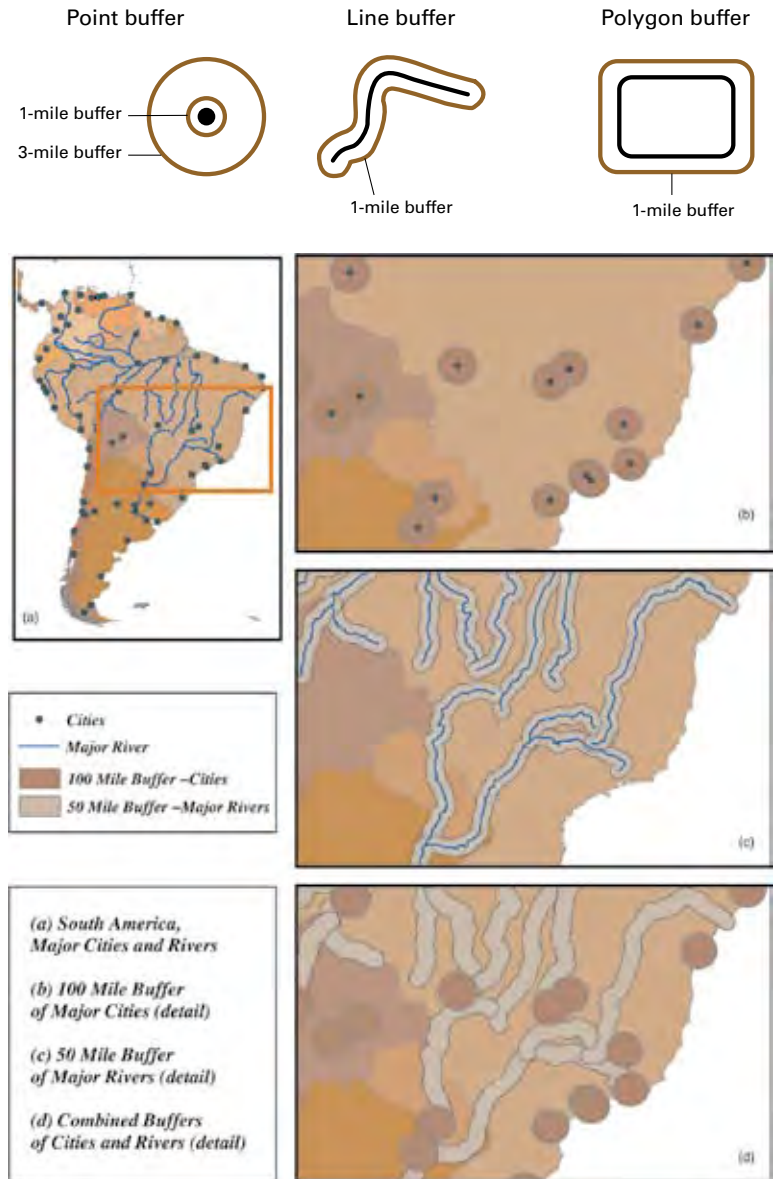 Point buffer
Line buffer
Polygon buffer
1-mile buffer
3-mile buffer
1-mile buffer
1-mile buffer
(a)
(b)
Cities
Major River
100 Mile Buffer –Cities
50 Mile Buffer –Major Rivers
(c)
(a) South America,
Major Cities and Rivers
(b) 100 Mile Buffer
of Major Cities (detail)
(c) 50 Mile Buffer
of Major Rivers (detail)
(d) Combined Buffers
of Cities and Rivers (detail)
(d)